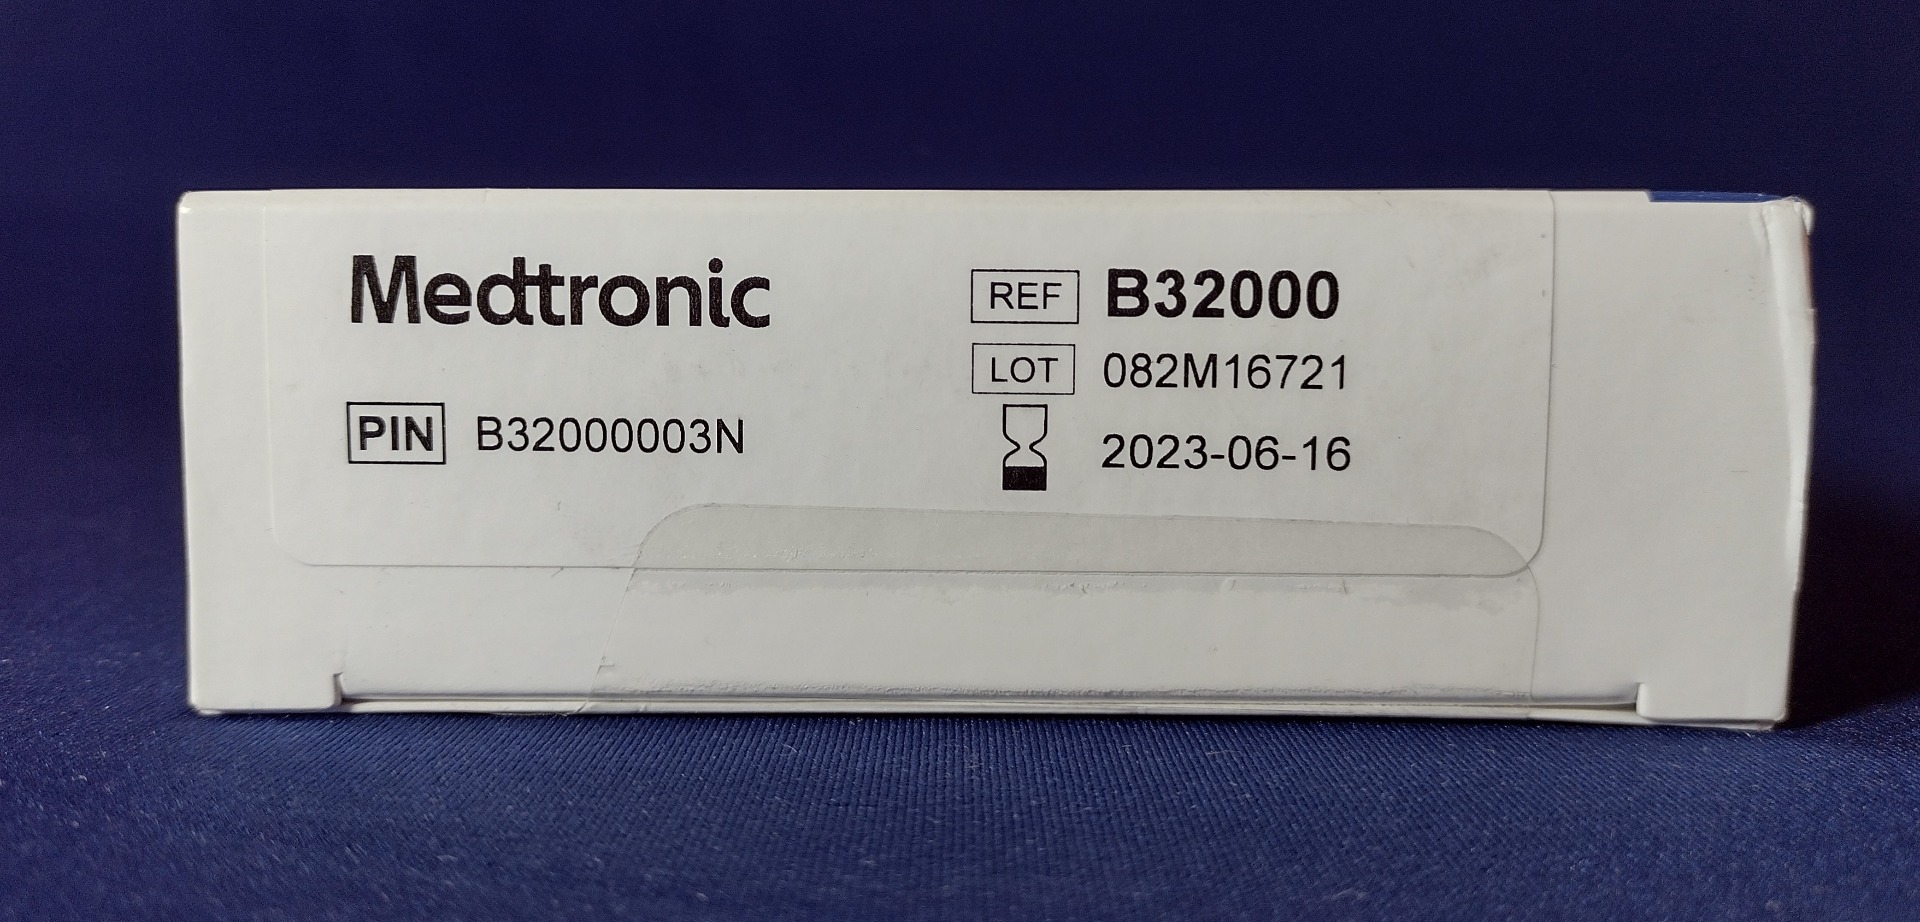 Medtronic
PIN B32000003N
REF B32000
LOT 082M16721
2023-06-16